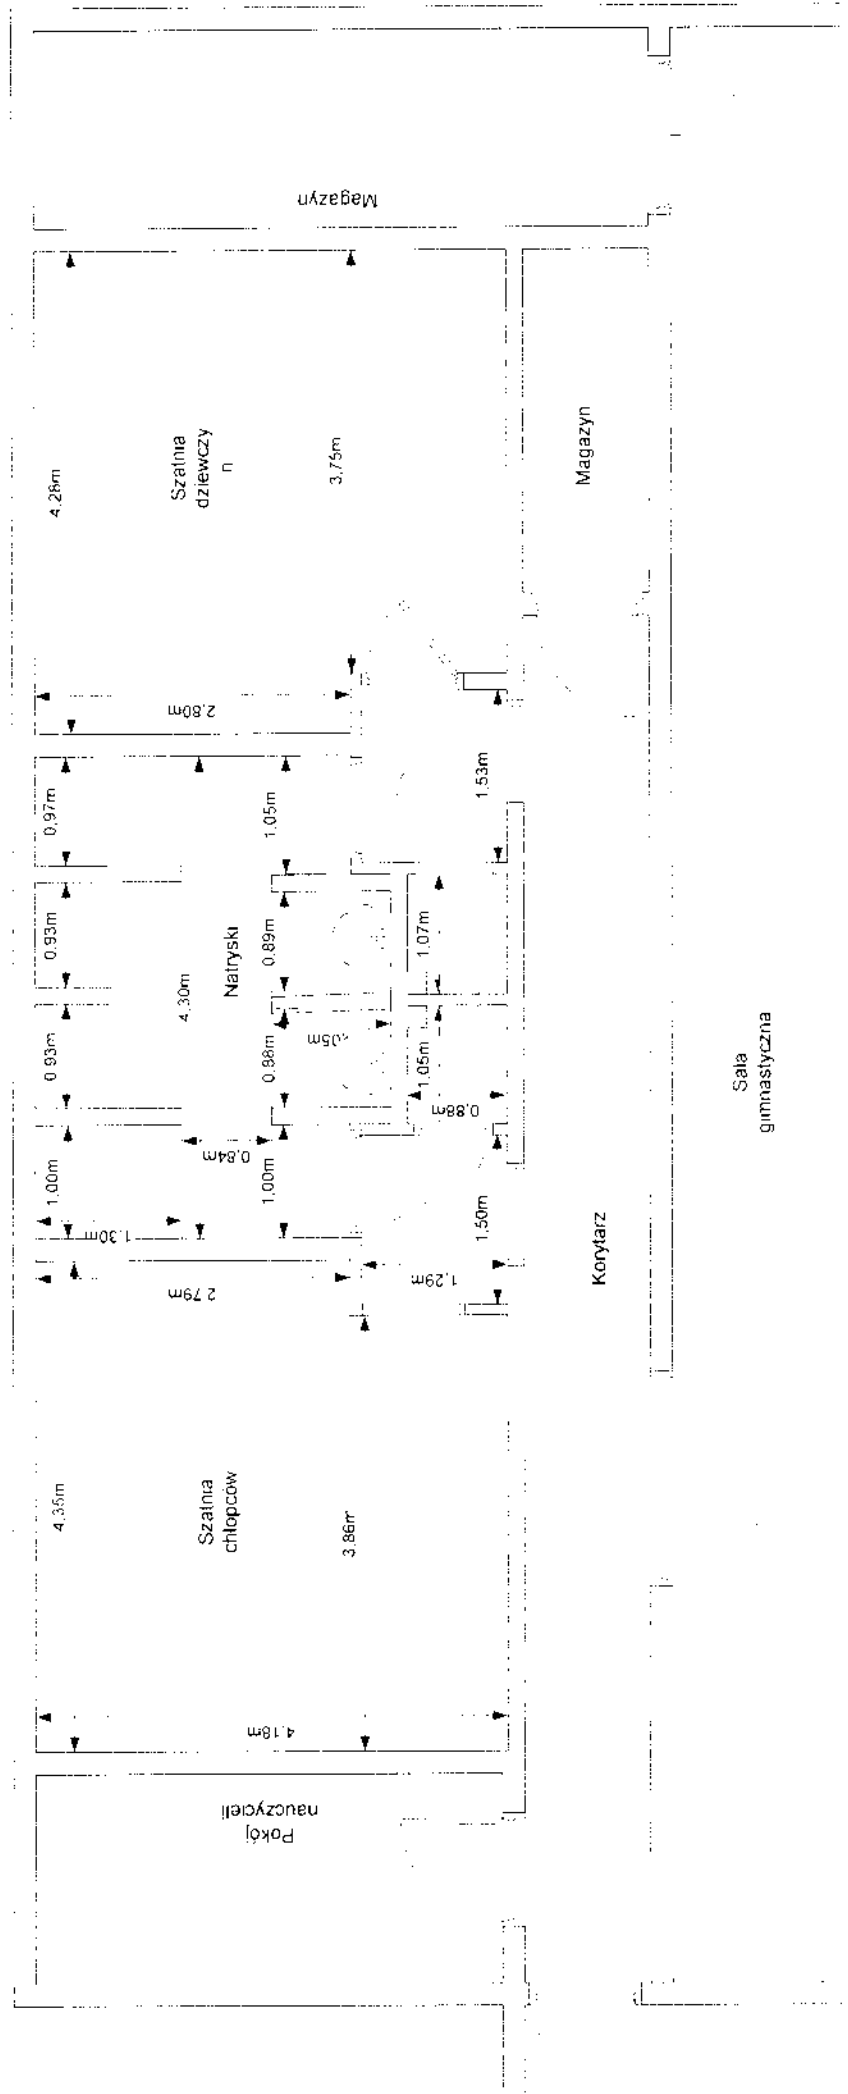 Magazyn
4.28m
Szatnia
dziewczy
n
3,75m
Magazyn
2.80m
0,97m
1.05m
1.53m
0.93m
Natryski
0.89m
1.07m
4.30m
0.93m
0.88m
1.05m
0,88m
Sala
gimnastyczna
0,84m
1,00m
1,00m
1,30m
1,50m
Korytarz
2.79m
1,29m
4,35m
Szatnia
chłopców
3.86m
4.18m
Pokój
nauczycieli